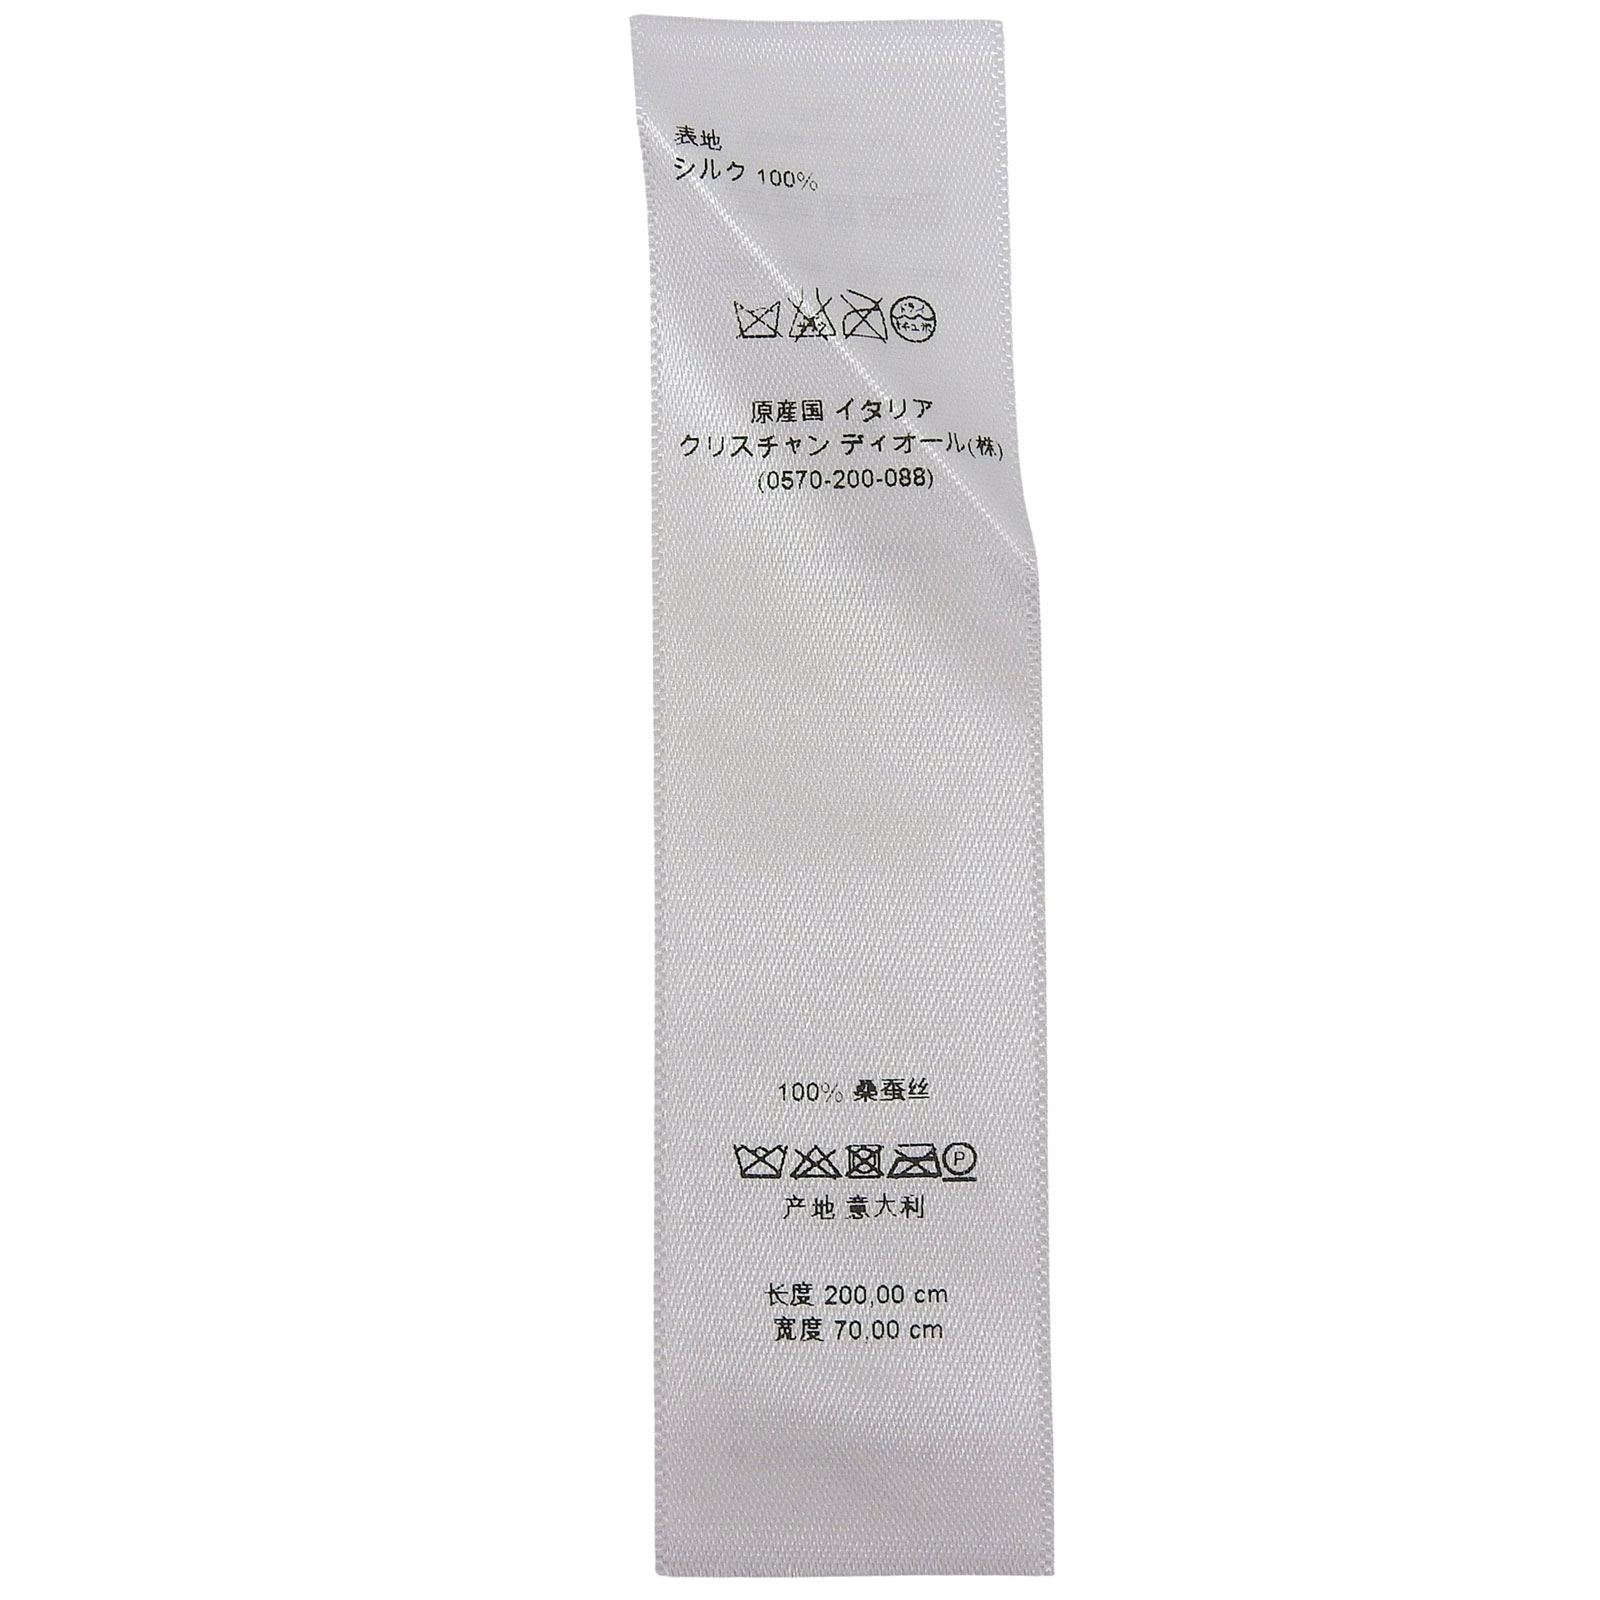 表地
シルク 100%
原産国 イタリア
クリスチャン ディオール(株)
(0570-200-088)
100% 桑蚕丝
P
产地 意大利
长度 200,00 cm
宽度 70,00 cm